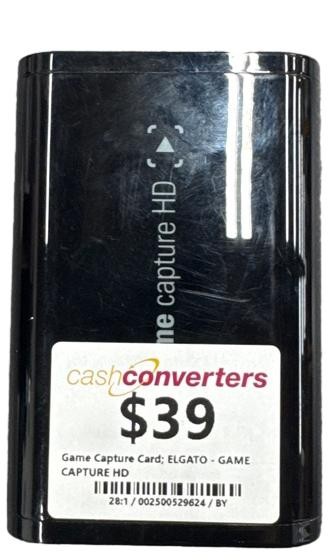 me capture HD
cashconverters
$39
Game Capture Card; ELGATO - GAME
CAPTURE HD
28:1 / 002500529624 / BY